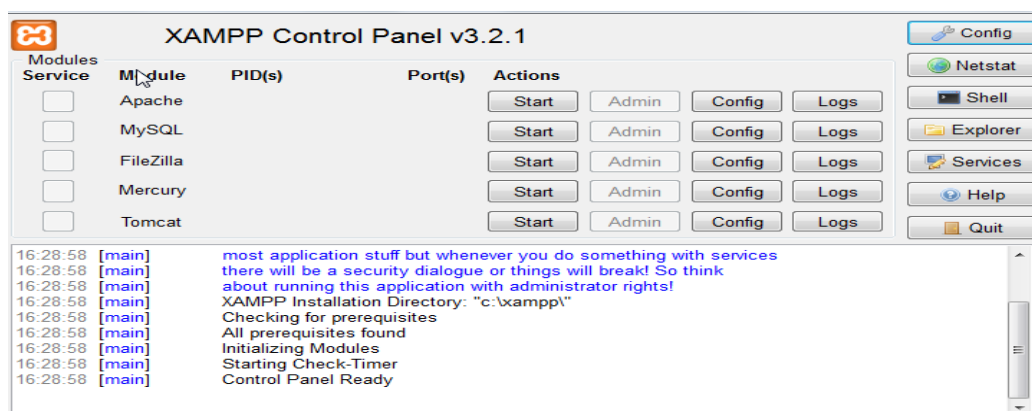 XAMPP Control Panel v3.2.1
Config
Modules
Service Module PID(s) Port(s) Actions
Netstat
Apache Start Admin Config Logs
Shell
MySQL Start Admin Config Logs
Explorer
FileZilla Start Admin Config Logs
Services
Mercury Start Admin Config Logs
Help
Tomcat Start Admin Config Logs
Quit
16:28:58 [main] most application stuff but whenever you do something with services
16:28:58 [main] there will be a security dialogue or things will break! So think
16:28:58 [main] about running this application with administrator rights!
16:28:58 [main] XAMPP Installation Directory: "c:\xampp\"
16:28:58 [main] Checking for prerequisites
16:28:58 [main] All prerequisites found
16:28:58 [main] Initializing Modules
16:28:58 [main] Starting Check-Timer
16:28:58 [main] Control Panel Ready